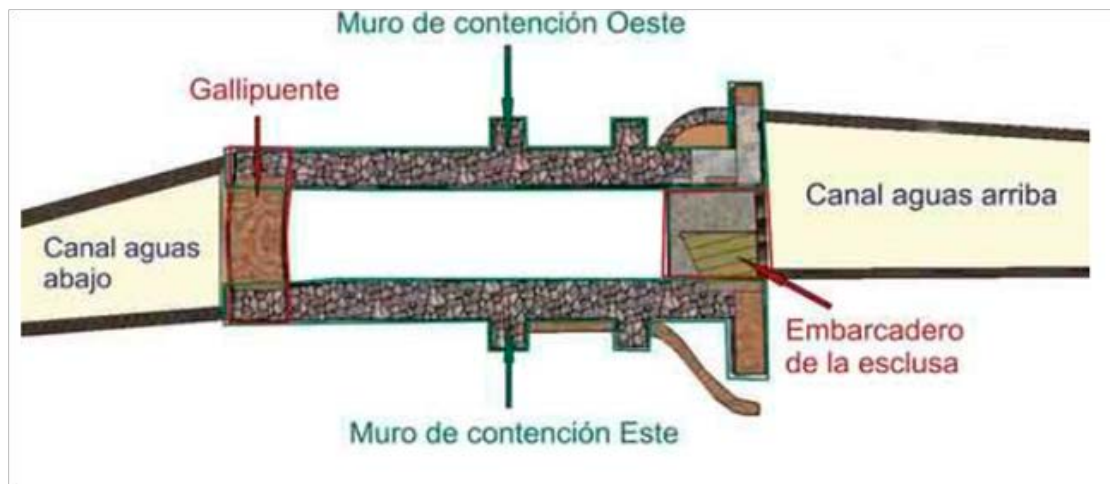 Muro de contención Oeste
Gallipuente
Canal aguas arriba
Canal aguas
abajo
Embarcadero
de la esclusa
Muro de contención Este